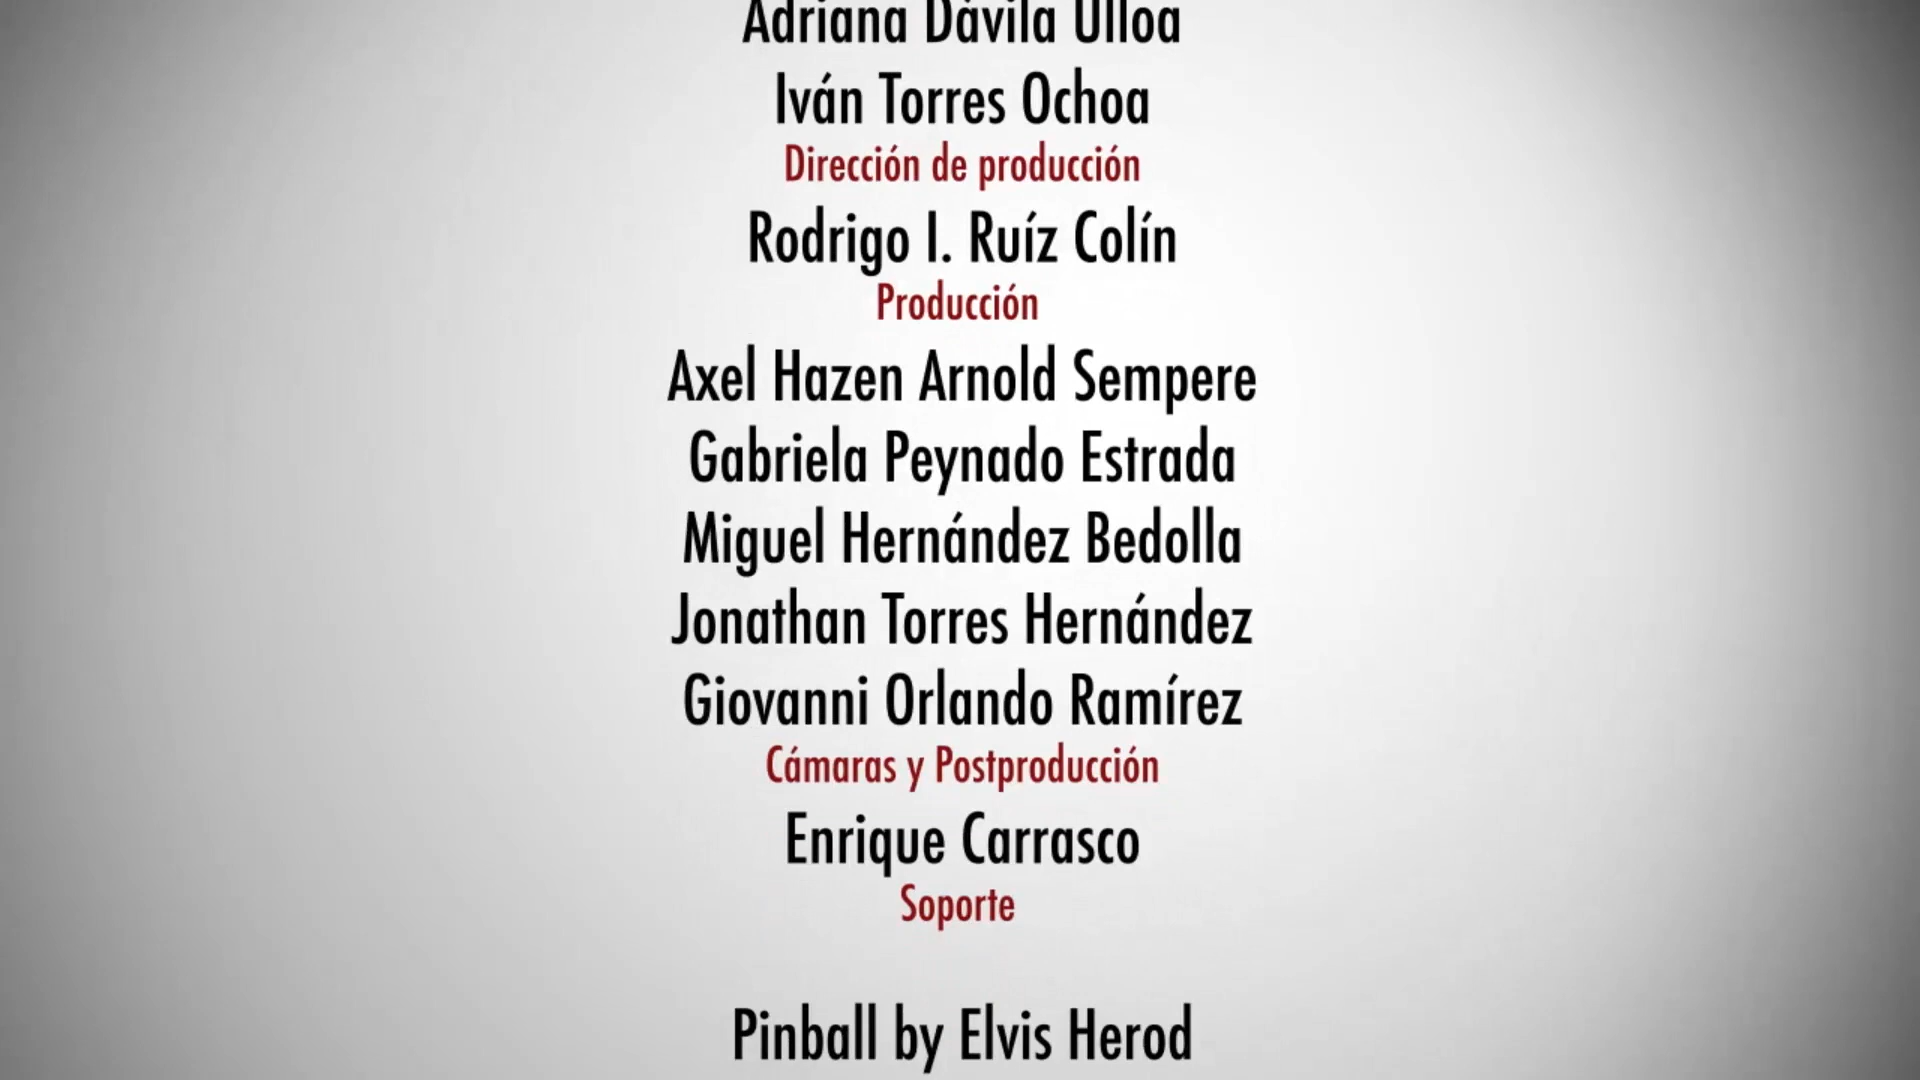 Adriana Dávila Ulloa
Iván Torres Ochoa
Dirección de producción
Rodrigo I. Ruíz Colín
Producción
Axel Hazen Arnold Sempere
Gabriela Peynado Estrada
Miguel Hernández Bedolla
Jonathan Torres Hernández
Giovanni Orlando Ramírez
Cámaras y Postproducción
Enrique Carrasco
Soporte
Pinball by Elvis Herod